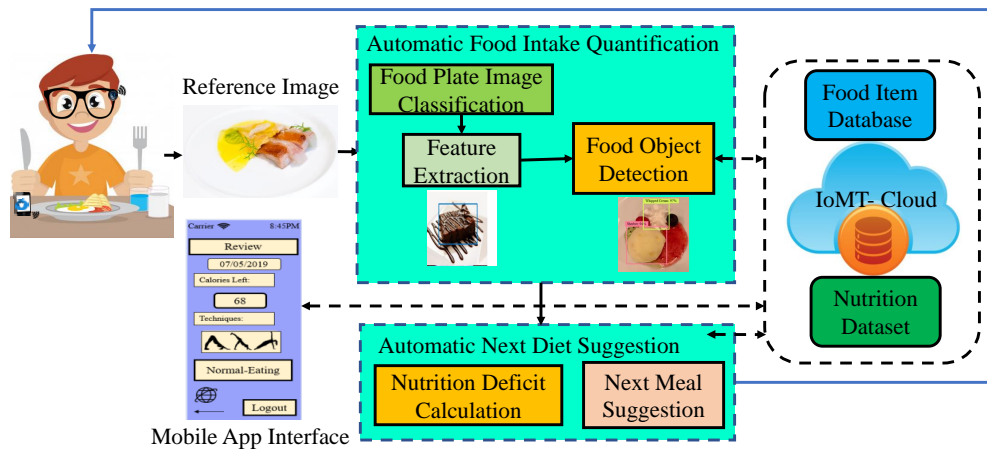 Automatic Food Intake Quantification
Food Plate Image
Classification
Reference Image
Feature
Extraction
Food Object
Detection
Food Item
Database
IoMT- Cloud
Nutrition
Dataset
Carrier
8:45PM
Review
07/05/2019
Calories Left:
68
Techniques:
Normal-Eating
Logout
Mobile App Interface
Automatic Next Diet Suggestion
Nutrition Deficit
Calculation
Next Meal
Suggestion